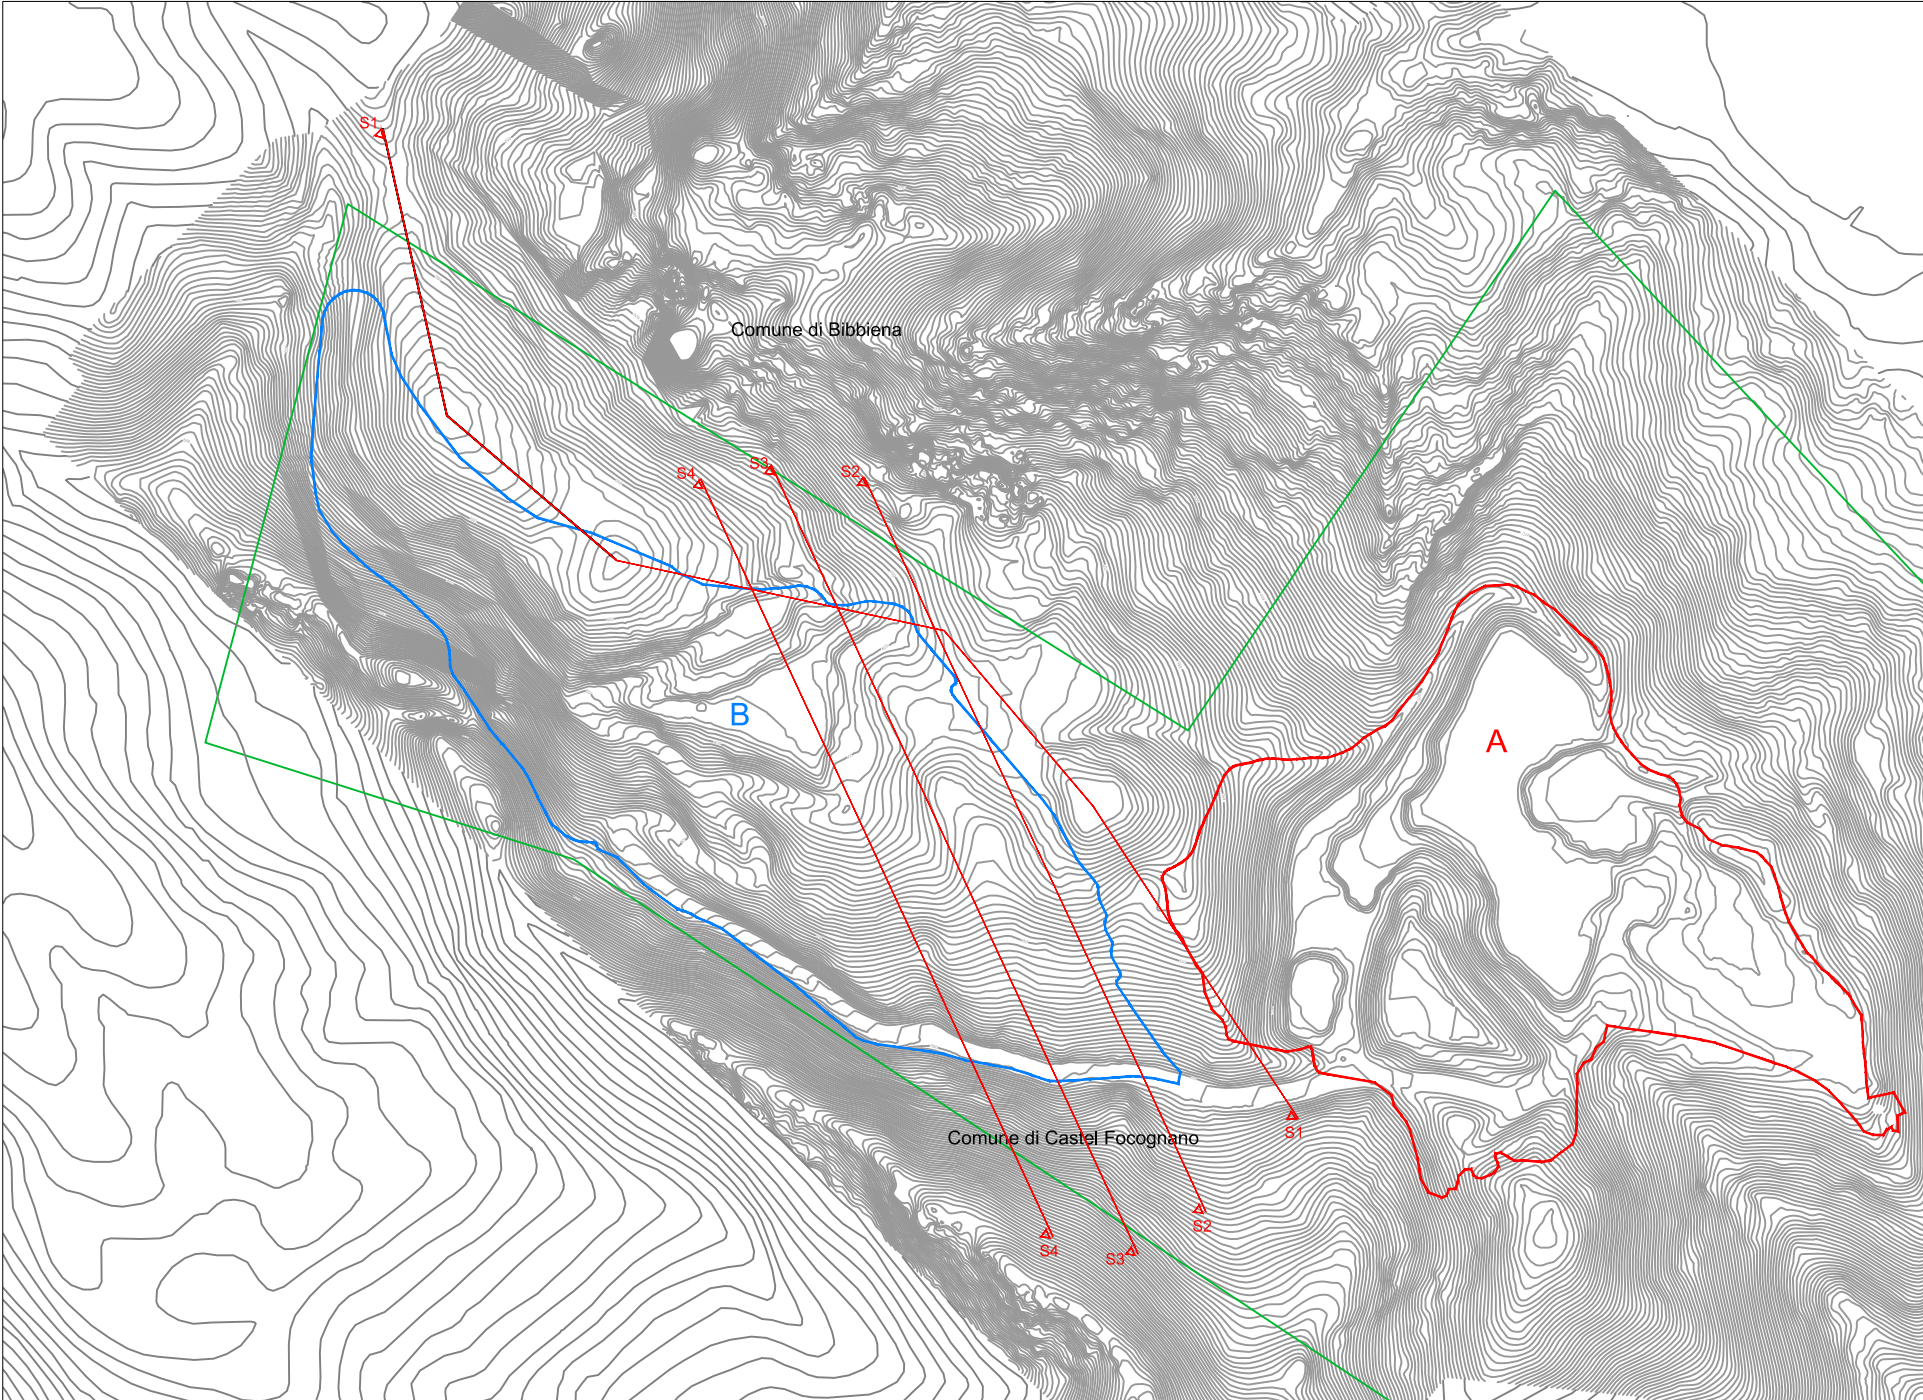 S1
Comune di Bibbiena
S4
S3
S2
B
A
Comune di Castel Focognano
S1
S2
S4
S3